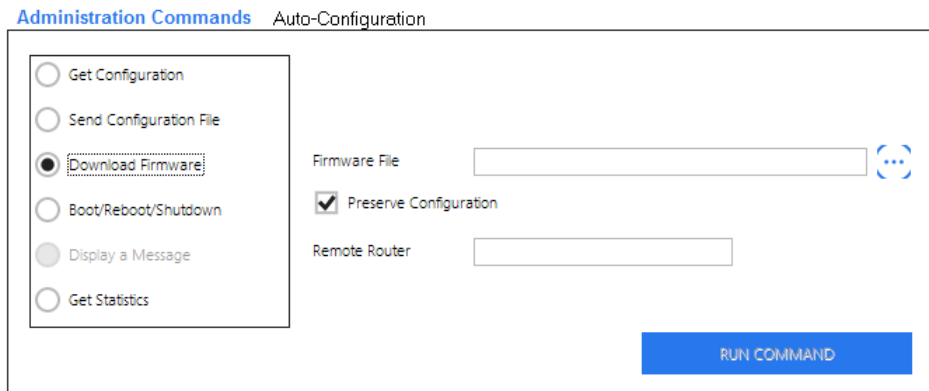 Administration Commands Auto-Configuration
Get Configuration
Send Configuration File
Download Firmware
Firmware File
...
Preserve Configuration
Boot/Reboot/Shutdown
Display a Message
Remote Router
Get Statistics
RUN COMMAND